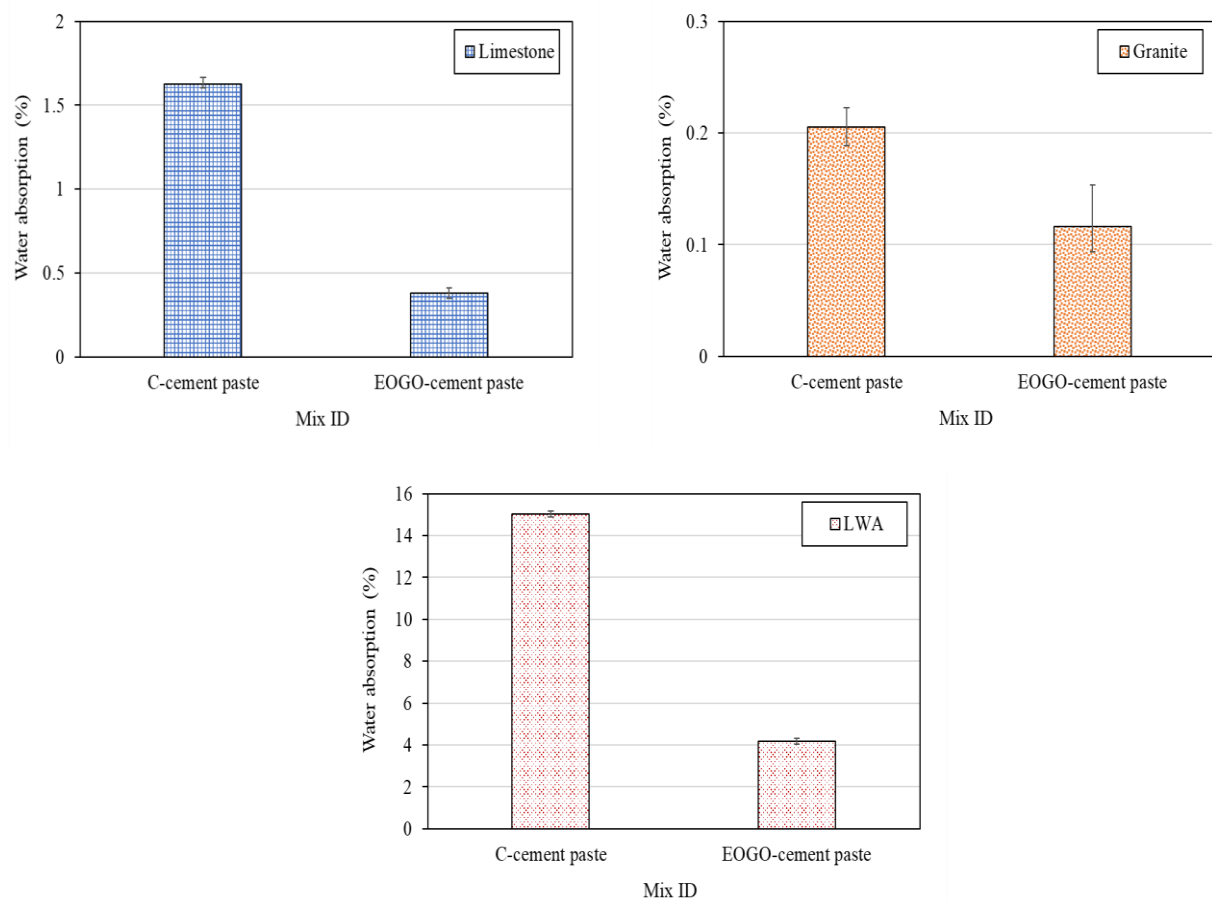 Limestone
Water absorption (%)
2
1.5
1
0.5
0
C-cement paste
EOGO-cement paste
Mix ID
Granite
Water absorption (%)
0.3
0.2
0.1
0
C-cement paste
EOGO-cement paste
Mix ID
LWA
Water absorption (%)
16
14
12
10
8
6
4
2
0
C-cement paste
EOGO-cement paste
Mix ID